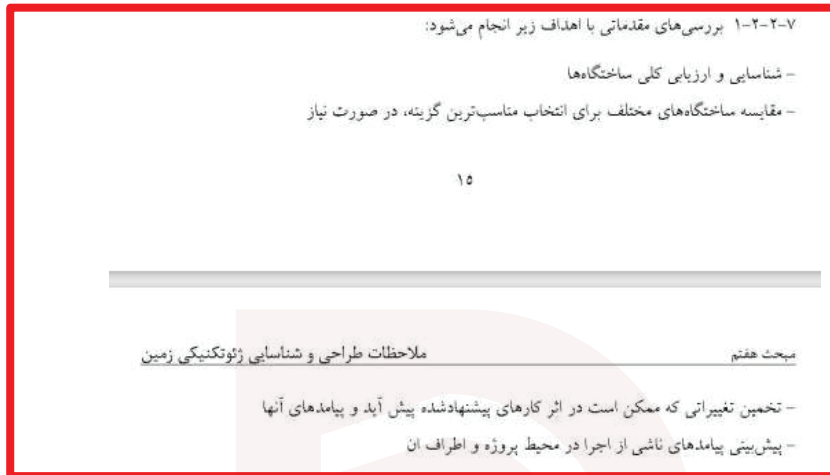 ۷-۲-۲-۱ بررسی‌های مقدماتی با اهداف زیر انجام می‌شود:
- شناسایی و ارزیابی کلی ساختگاه‌ها
- مقایسه ساختگاه‌های مختلف برای انتخاب مناسب‌ترین گزینه، در صورت نیاز
۱۵
مبحث هفتم ملاحظات طراحی و شناسایی ژئوتکنیکی زمین
- تخمین تغییراتی که ممکن است در اثر کارهای پیشنهادشده پیش آید و پیامدهای آنها
- پیش‌بینی پیامدهای ناشی از اجرا در محیط پروژه و اطراف ان